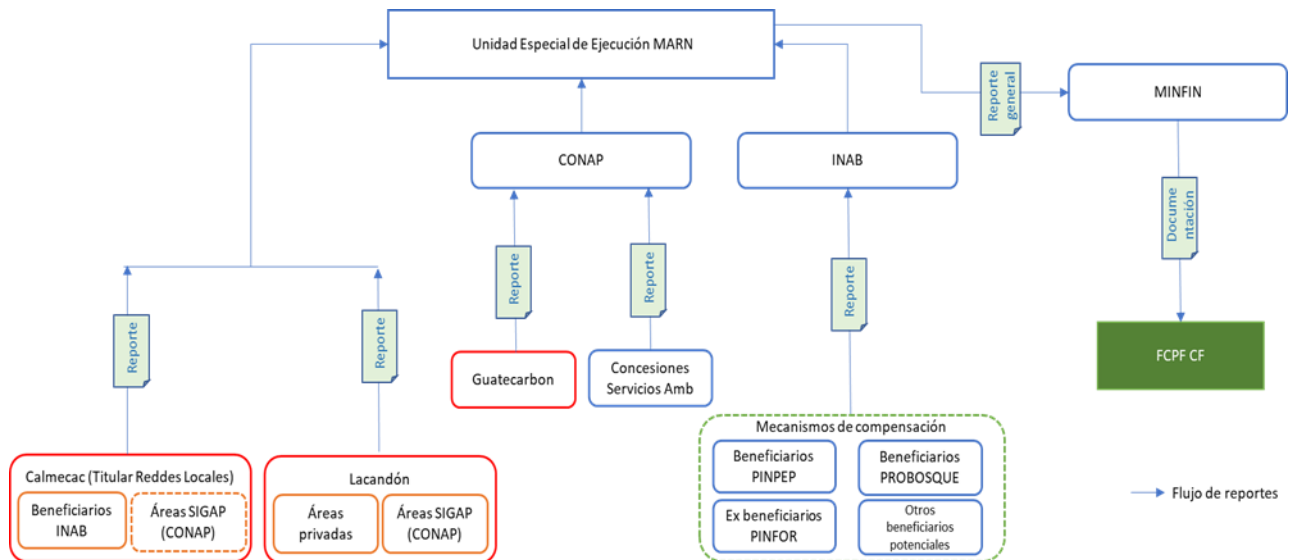 Unidad Especial de Ejecución MARN
Reporte
general
MINFIN
CONAP
INAB
Docume
ntación
Reporte
Reporte
Reporte
Reporte
Reporte
FCPF CF
Guatecarbon
Concesiones
Servicios Amb
Mecanismos de compensación
Beneficiarios
PINPEP
Beneficiarios
PROBOSQUE
Ex beneficiarios
PINFOR
Otros
beneficiarios
potenciales
Calmecac (Titular Reddes Locales)
Beneficiarios
INAB
Áreas SIGAP
(CONAP)
Lacandón
Áreas
privadas
Áreas SIGAP
(CONAP)
Flujo de reportes